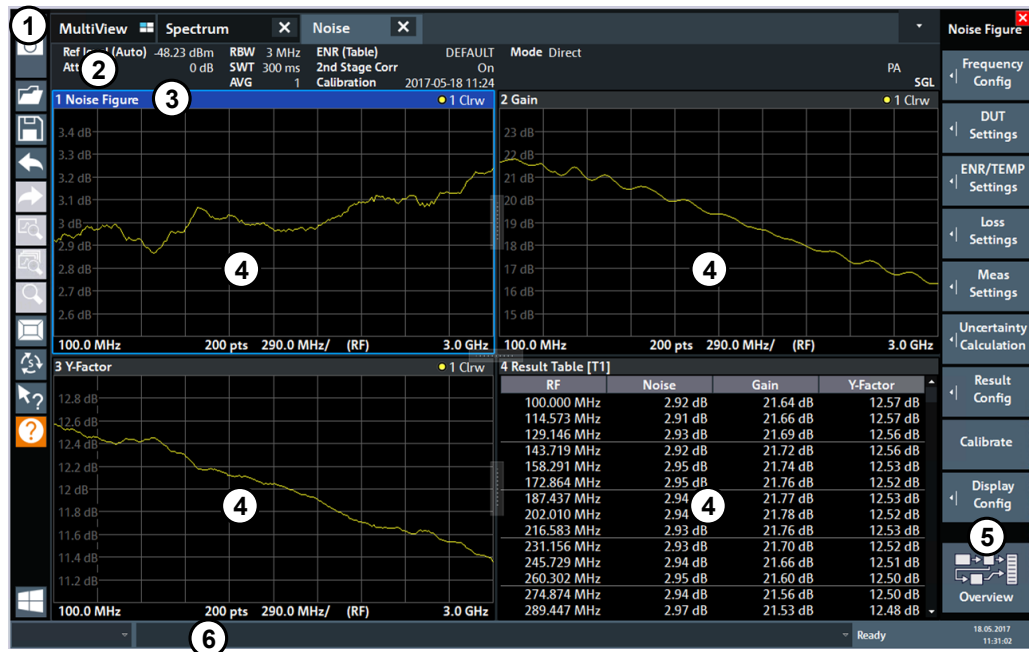 1
MultiView Spectrum X Noise X
Noise Figure
Ref level (Auto) -48.23 dBm RBW 3 MHz ENR (Table) DEFAULT Mode Direct
Att 0 dB SWT 300 ms 2nd Stage Corr On PA
AVG 1 Calibration 2017-05-18 11:24 SGL
2
3
1 Noise Figure 1 Clrw
3.4 dB
3.3 dB
3.2 dB
3.1 dB
3 dB
2.9 dB
2.8 dB
2.7 dB
2.6 dB
4
100.0 MHz 200 pts 290.0 MHz/ (RF) 3.0 GHz
2 Gain 1 Clrw
23 dB
22 dB
21 dB
20 dB
19 dB
18 dB
17 dB
16 dB
15 dB
4
100.0 MHz 200 pts 290.0 MHz/ (RF) 3.0 GHz
3 Y-Factor 1 Clrw
12.8 dB
12.6 dB
12.4 dB
12.2 dB
12 dB
11.8 dB
11.6 dB
11.4 dB
11.2 dB
4
100.0 MHz 200 pts 290.0 MHz/ (RF) 3.0 GHz
4 Result Table [T1]
RF Noise Gain Y-Factor
100.000 MHz 2.92 dB 21.64 dB 12.57 dB
114.573 MHz 2.91 dB 21.66 dB 12.57 dB
129.146 MHz 2.93 dB 21.69 dB 12.56 dB
143.719 MHz 2.92 dB 21.72 dB 12.56 dB
158.291 MHz 2.95 dB 21.74 dB 12.53 dB
172.864 MHz 2.95 dB 21.76 dB 12.52 dB
187.437 MHz 2.94 21.77 dB 12.53 dB
202.010 MHz 2.94 21.78 dB 12.52 dB
216.583 MHz 2.93 dB 21.76 dB 12.53 dB
231.156 MHz 2.93 dB 21.70 dB 12.52 dB
245.729 MHz 2.94 dB 21.66 dB 12.51 dB
260.302 MHz 2.95 dB 21.60 dB 12.50 dB
274.874 MHz 2.94 dB 21.56 dB 12.50 dB
289.447 MHz 2.97 dB 21.53 dB 12.48 dB
4
Frequency
Config
DUT
Settings
ENR/TEMP
Settings
Loss
Settings
Meas
Settings
Uncertainty
Calculation
Result
Config
Calibrate
Display
Config
5
Overview
S
?
?
6
Ready
18.05.2017
11:31:02